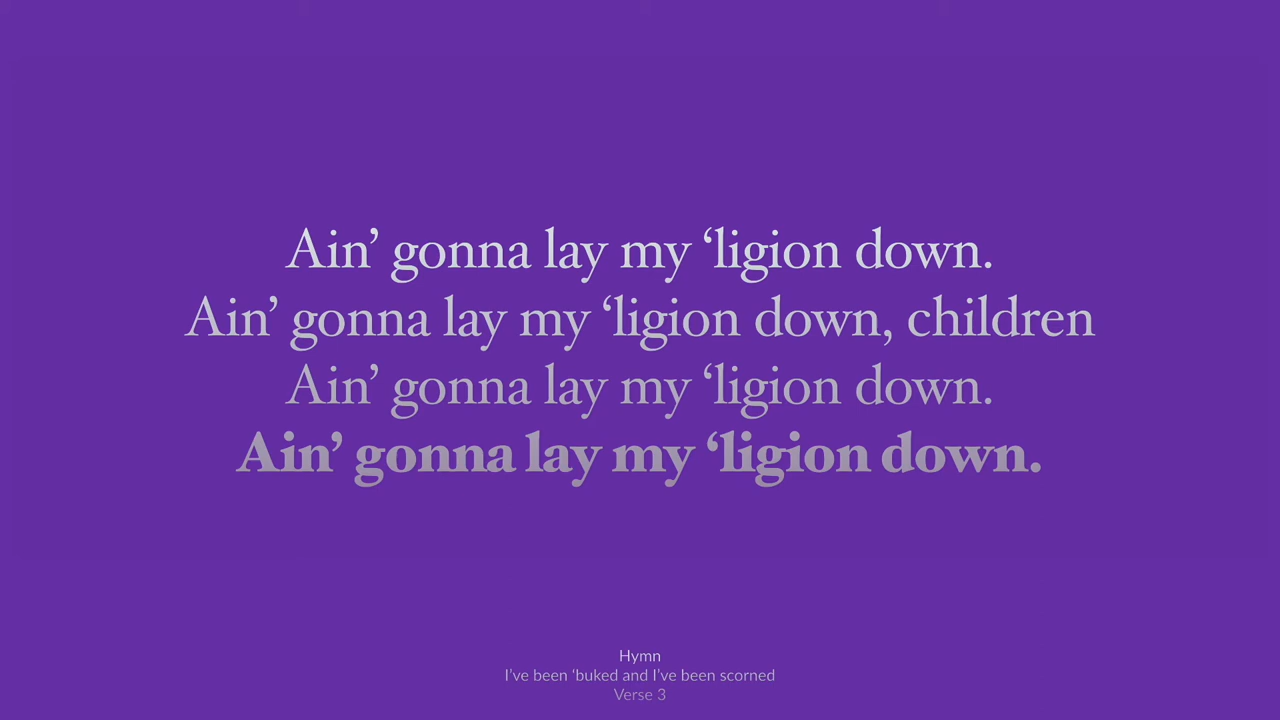 Ain’ gonna lay my ‘ligion down.
Ain’ gonna lay my ‘ligion down, children
Ain’ gonna lay my ‘ligion down.
Ain’ gonna lay my ‘ligion down.
Hymn
I’ve been ‘buked and I’ve been scorned
Verse 3